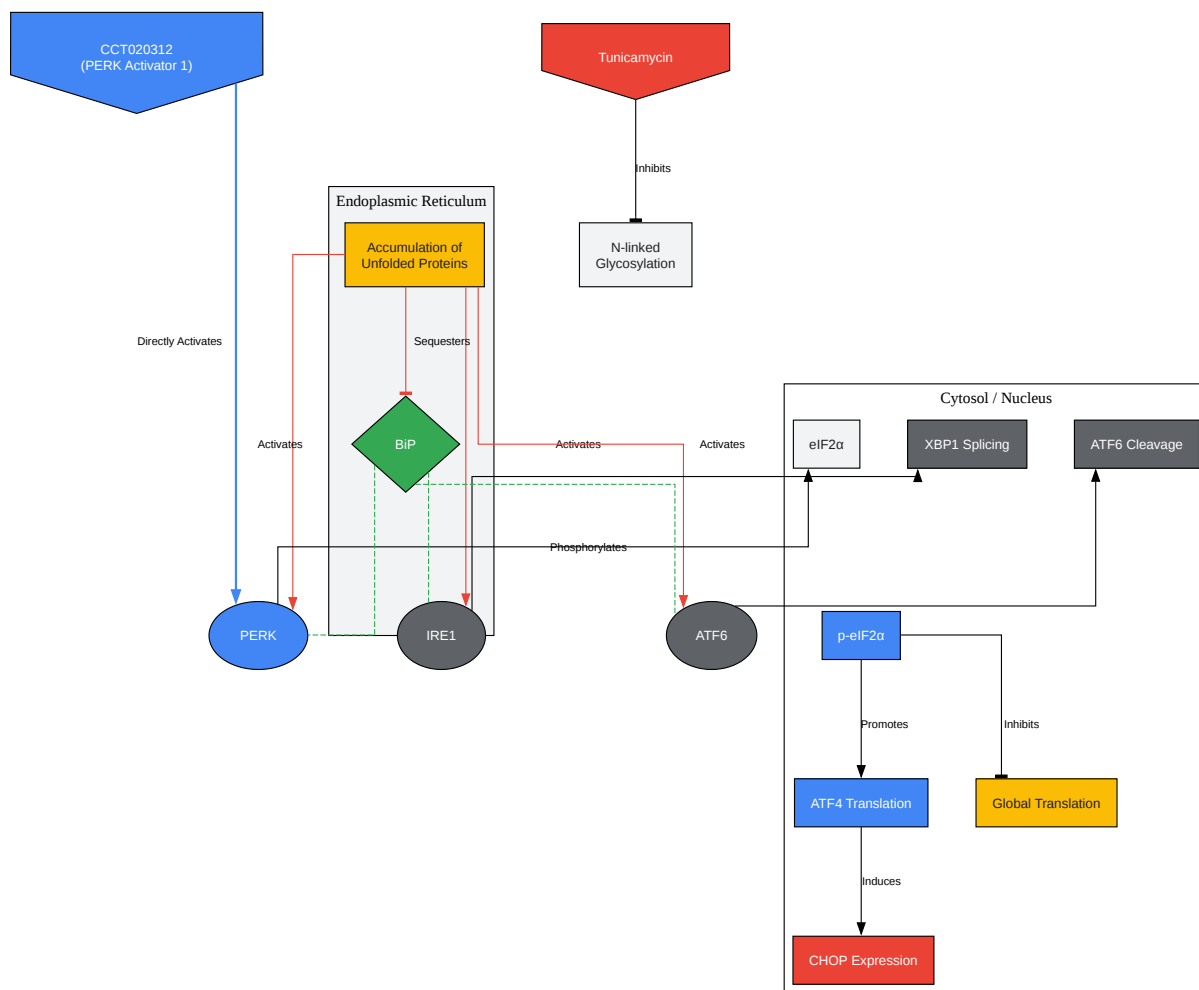 CCT020312
(PERK Activator 1)
Tunicamycin
Inhibits
Endoplasmic Reticulum
Accumulation of
Unfolded Proteins
N-linked
Glycosylation
Directly Activates
Sequesters
Cytosol / Nucleus
Activates
BiP
Activates
Activates
eIF2α
XBP1 Splicing
ATF6 Cleavage
Phosphorylates
PERK
IRE1
ATF6
p-eIF2α
Promotes
Inhibits
ATF4 Translation
Global Translation
Induces
CHOP Expression